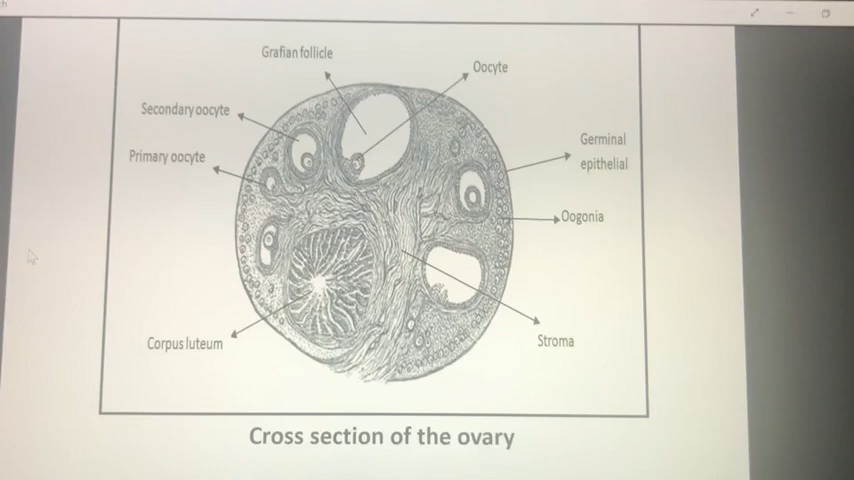 Grafian follicle
Oocyte
Secondary oocyte
Primary oocyte
Germinal
epithelial
Oogonia
Corpus luteum
Stroma
Cross section of the ovary